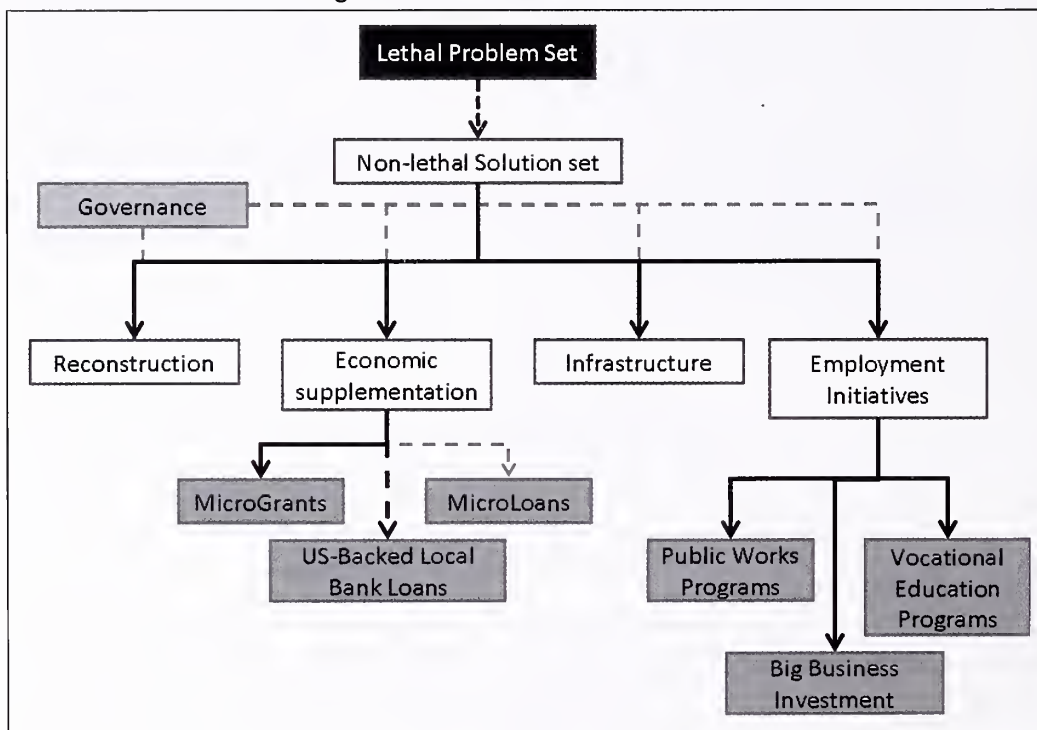 Lethal Problem Set
Non-lethal Solution set
Governance
Reconstruction
Economic
supplementation
Infrastructure
Employment
Initiatives
MicroGrants
MicroLoans
US-Backed Local
Bank Loans
Public Works
Programs
Vocational
Education
Programs
Big Business
Investment